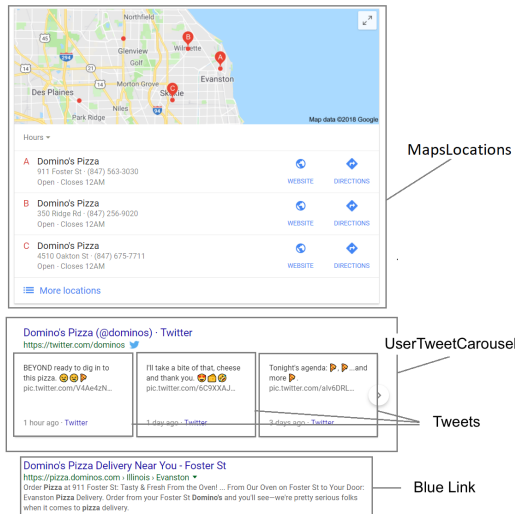 Northfield
45
294
Glenview
Wilmette
B
Golf
A
14
21
Evanston
14
Morton Grove
C
Des Plaines
Skokie
Niles
94
Park Ridge
Map data ©2018 Google
Hours
A Domino's Pizza
911 Foster St · (847) 563-3030
Open · Closes 12AM
WEBSITE DIRECTIONS
B Domino's Pizza
350 Ridge Rd · (847) 256-9020
Open · Closes 12AM
WEBSITE DIRECTIONS
C Domino's Pizza
4510 Oakton St · (847) 675-7711
Open · Closes 12AM
WEBSITE DIRECTIONS
More locations
MapsLocations
Domino's Pizza (@dominos) · Twitter
https://twitter.com/dominos
UserTweetCarousel
BEYOND ready to dig in to
this pizza. 😍😍🍕
pic.twitter.com/V4Ae4zN...
1 hour ago · Twitter
I'll take a bite of that, cheese
and thank you.
pic.twitter.com/6C9XXAJ...
1 day ago · Twitter
Tonight's agenda: 🍕, 🍕 ...and
more 🍕.
pic.twitter.com/alv6DRL...
3 days ago · Twitter
Tweets
Domino's Pizza Delivery Near You - Foster St
https://pizza.dominos.com › Illinois › Evanston
Order Pizza at 911 Foster St: Tasty & Fresh From the Oven! ... From Our Oven on Foster St to Your Door:
Evanston Pizza Delivery. Order from your Foster St Domino's and you'll see—we're pretty serious folks
when it comes to pizza delivery.
Blue Link